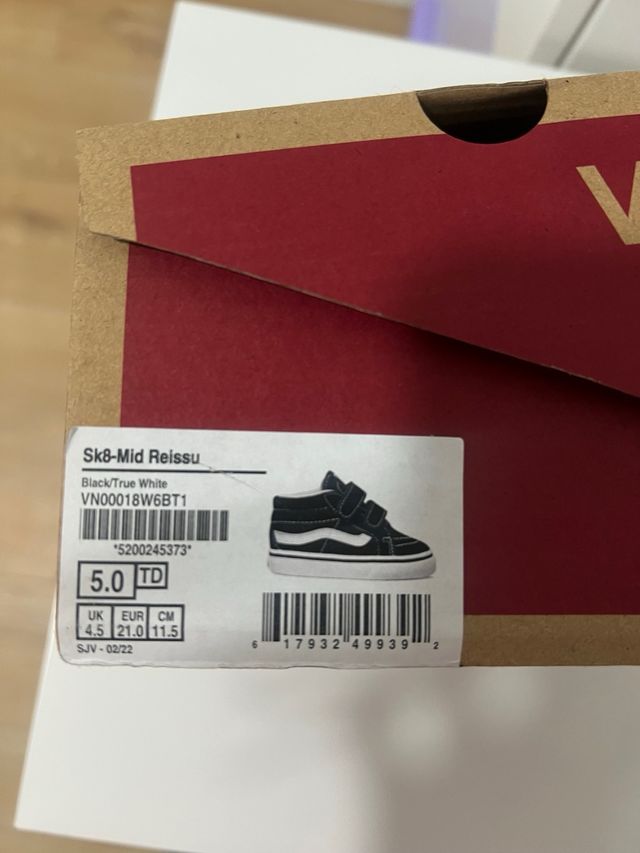 V
Sk8-Mid Reissu
Black/True White
VN00018W6BT1
*5200245373*
5.0 TD
UK EUR CM
4.5 21.0 11.5
SJV - 02/22
6 17932 49939 2